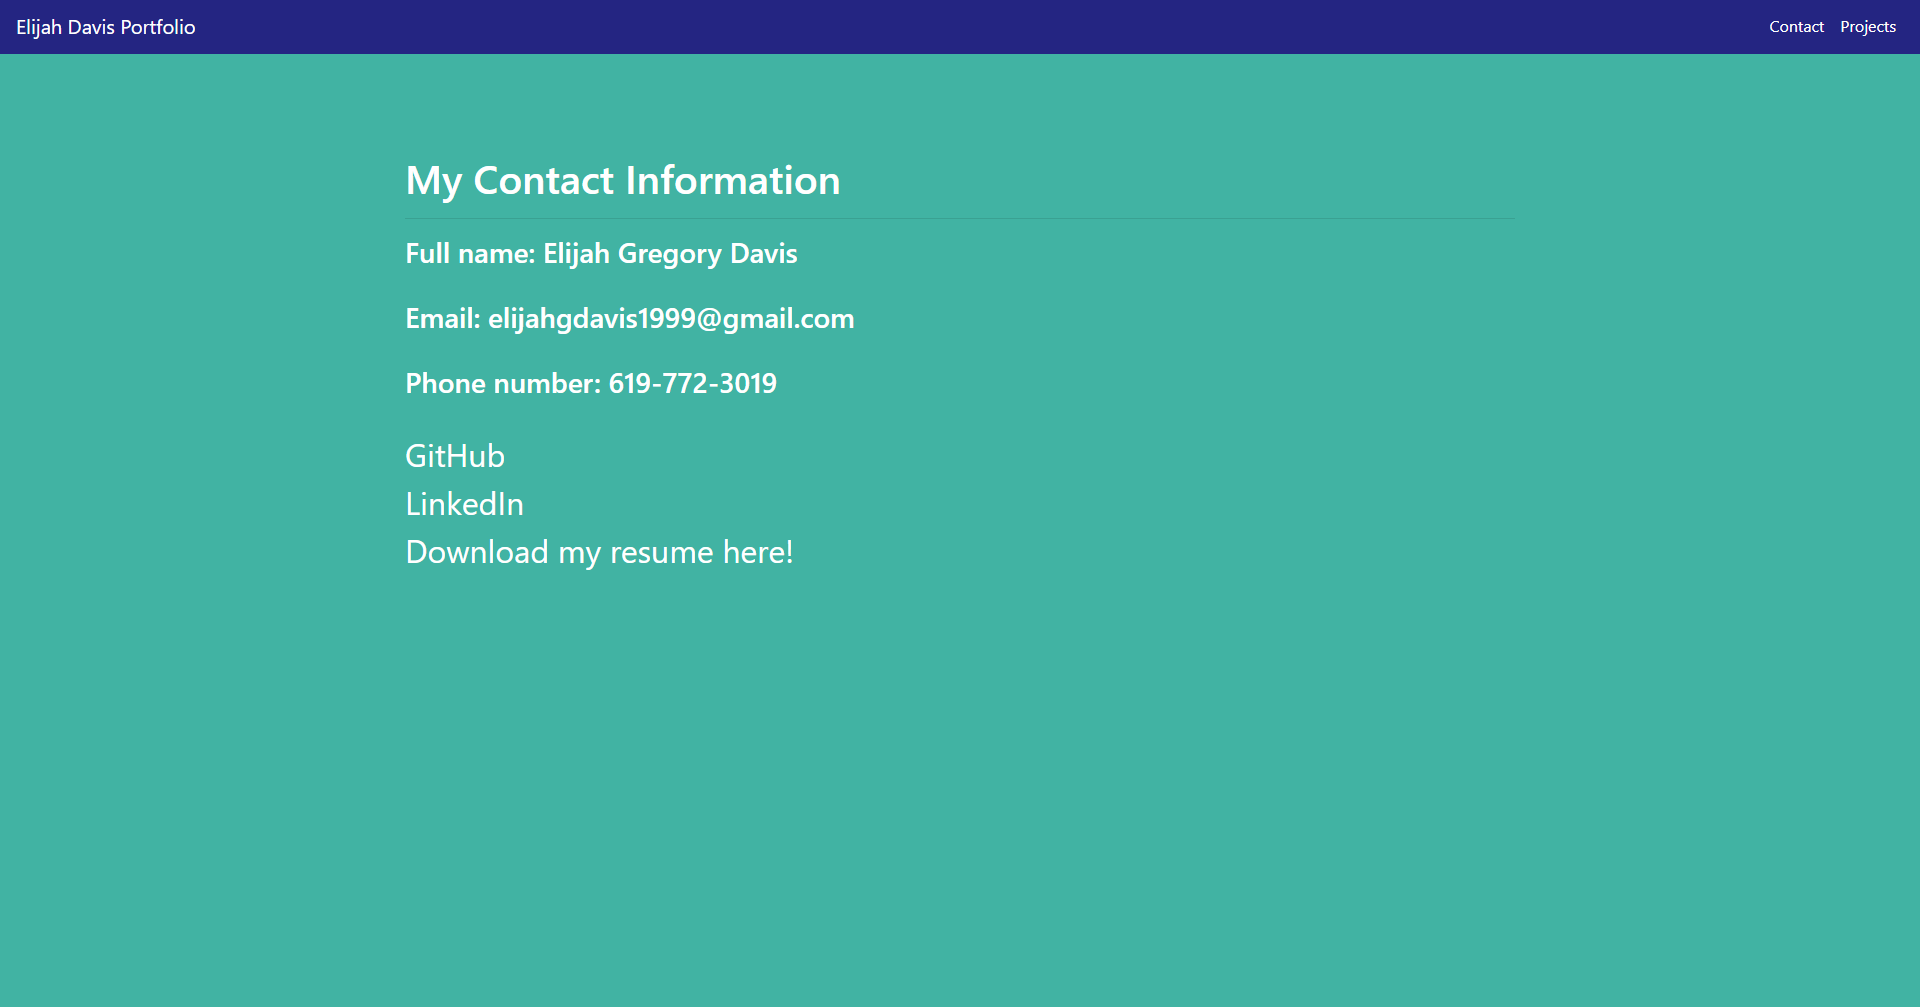 Elijah Davis Portfolio
Contact Projects
My Contact Information
Full name: Elijah Gregory Davis
Email: elijahgdavis1999@gmail.com
Phone number: 619-772-3019
GitHub
LinkedIn
Download my resume here!